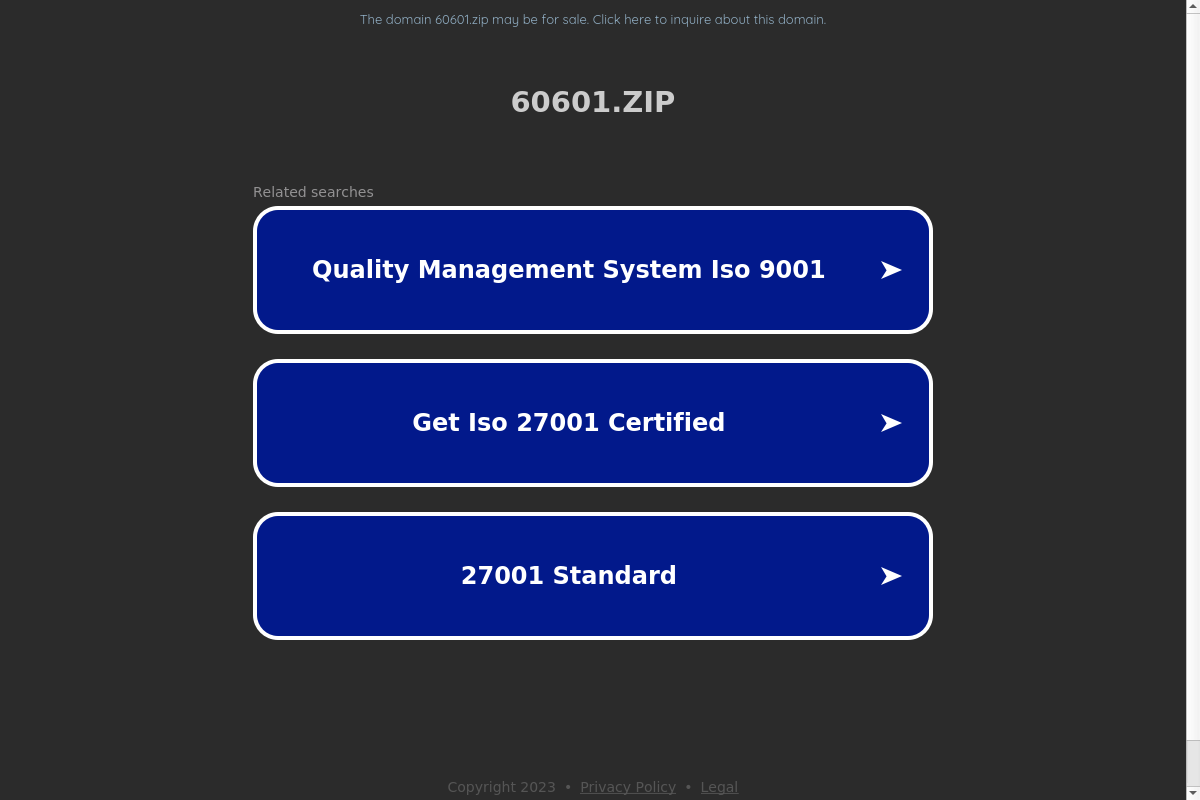 The domain 60601.zip may be for sale. Click here to inquire about this domain.
60601.ZIP
Related searches
Quality Management System Iso 9001
Get Iso 27001 Certified
27001 Standard
Copyright 2023 • Privacy Policy • Legal